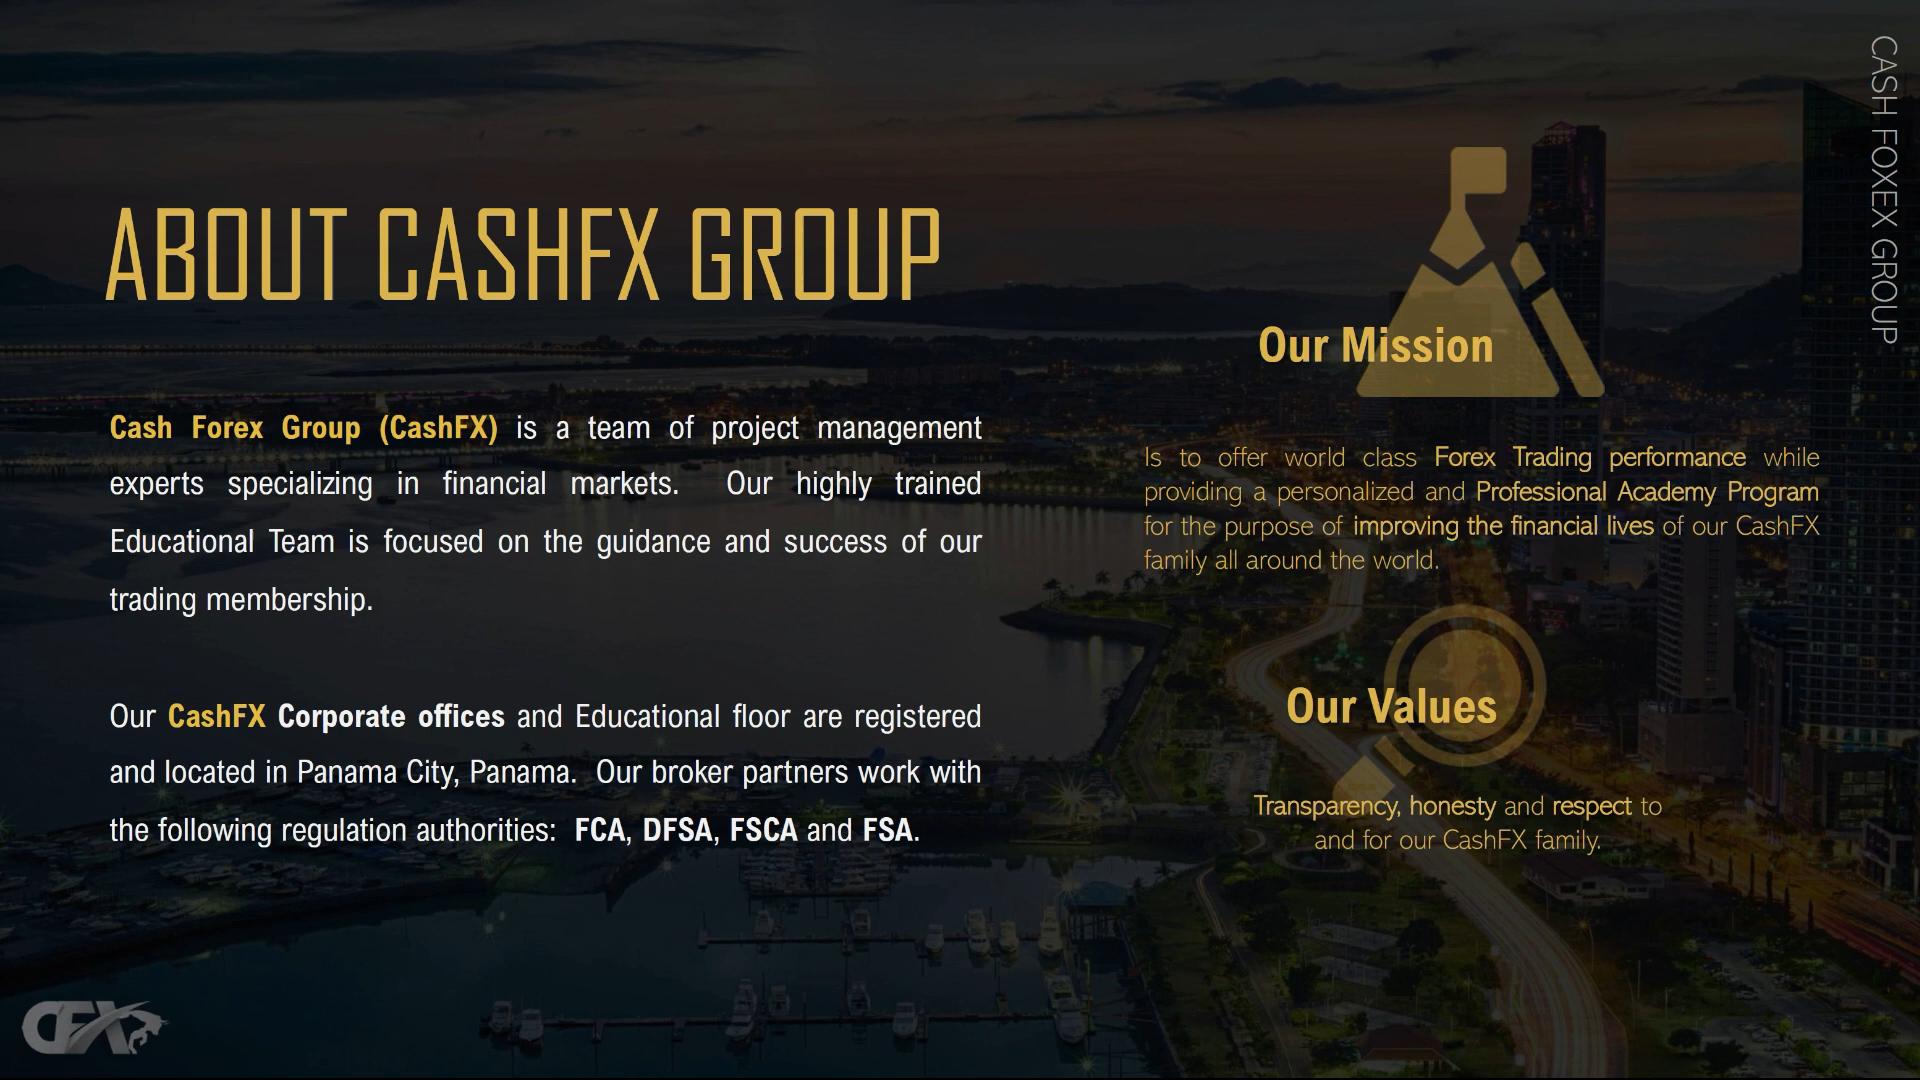 ABOUT CASHFX GROUP
Cash Forex Group (CashFX) is a team of project management
experts specializing in financial markets. Our highly trained
Educational Team is focused on the guidance and success of our
trading membership.
Our CashFX Corporate offices and Educational floor are registered
and located in Panama City, Panama. Our broker partners work with
the following regulation authorities: FCA, DFSA, FSCA and FSA.
Our Mission
Is to offer world class Forex Trading performance while
providing a personalized and Professional Academy Program
for the purpose of improving the financial lives of our CashFX
family all around the world.
Our Values
Transparency, honesty and respect to
and for our CashFX family.
CASH FOXEX GROUP
CFX